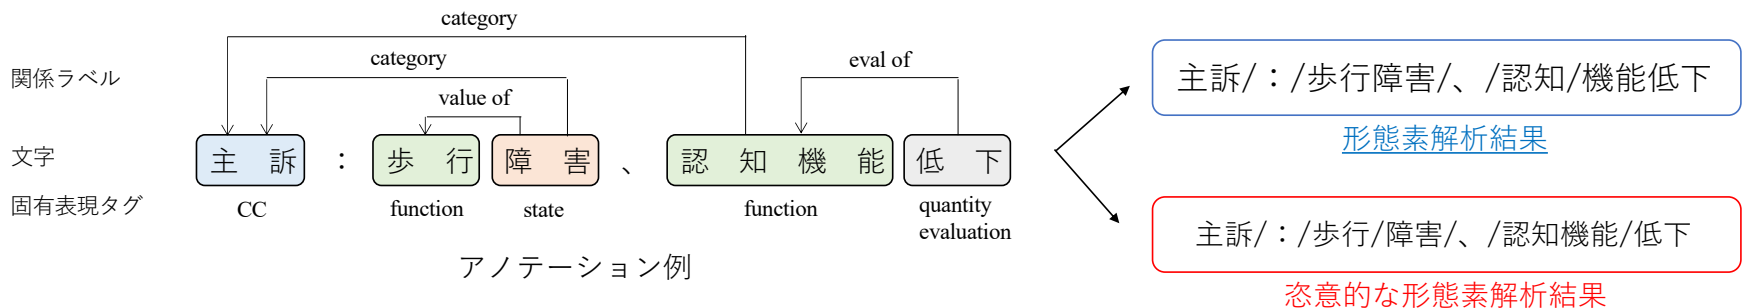 category
関係ラベル
category
eval of
value of
文字
主 訴 : 歩 行 障 害 、 認 知 機 能 低 下
固有表現タグ
CC
function
state
function
quantity
evaluation
アノテーション例
主訴/:/歩行障害/、/認知/機能低下
形態素解析結果
主訴/:/歩行/障害/、/認知機能/低下
恣意的な形態素解析結果